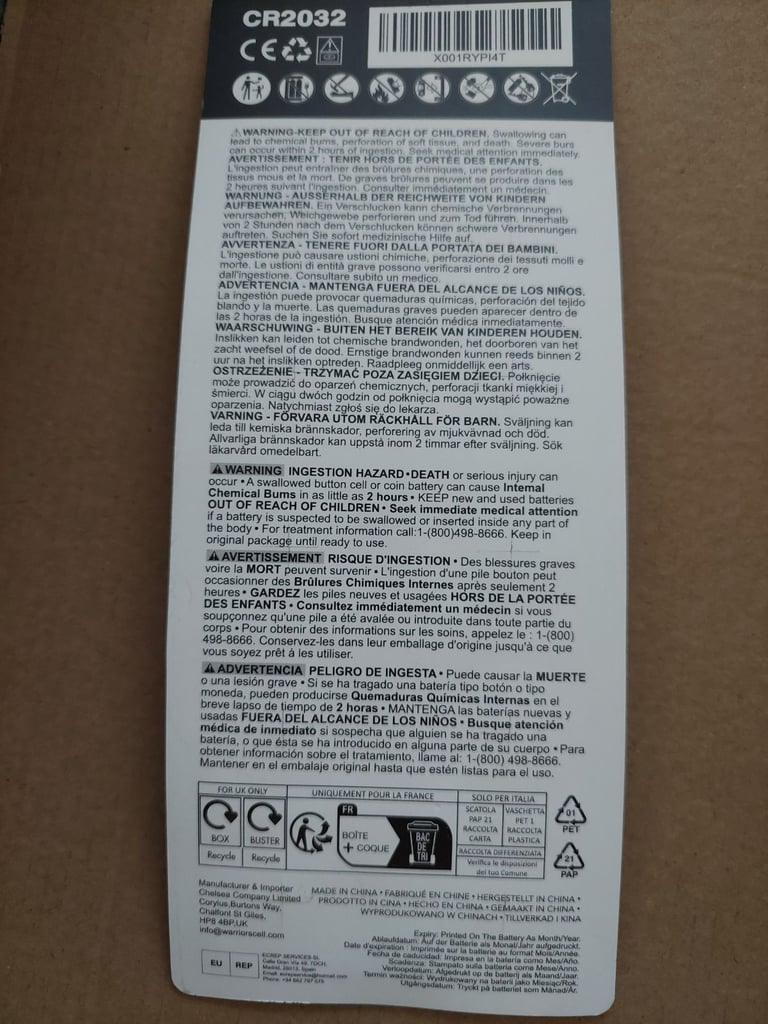 CR2032
CE
X001RYPI4T
⚠WARNING-KEEP OUT OF REACH OF CHILDREN. Swallowing can
lead to chemical burns, perforation of soft tissue, and death. Severe burs
can occur within 2 hours of ingestion. Seek medical attention immediately.
AVERTISSEMENT : TENIR HORS DE PORTÉE DES ENFANTS.
L'ingestion peut entraîner des brûlures chimiques, une perforation des
tissus mous et la mort. De graves brûlures peuvent se produire dans les
2 heures suivant l'ingestion. Consulter immédiatement un médecin.
WARNUNG - AUSSERHALB DER REICHWEITE VON KINDERN
AUFBEWAHREN. Ein Verschlucken kann chemische Verbrennungen
verursachen, Weichgewebe perforieren und zum Tod führen. Innerhalb
von 2 Stunden nach dem Verschlucken können schwere Verbrennungen
auftreten. Suchen Sie sofort medizinische Hilfe auf.
AVVERTENZA - TENERE FUORI DALLA PORTATA DEI BAMBINI.
L'ingestione può causare ustioni chimiche, perforazione dei tessuti molli e
morte. Le ustioni di entità grave possono verificarsi entro 2 ore
dall'ingestione. Consultare subito un medico.
ADVERTENCIA - MANTENGA FUERA DEL ALCANCE DE LOS NIÑOS.
La ingestión puede provocar quemaduras químicas, perforación del tejido
blando y la muerte. Las quemaduras graves pueden aparecer dentro de
las 2 horas de la ingestión. Busque atención médica inmediatamente.
WAARSCHUWING - BUITEN HET BEREIK VAN KINDEREN HOUDEN.
Inslikken kan leiden tot chemische brandwonden, het doorboren van het
zacht weefsel of de dood. Ernstige brandwonden kunnen reeds binnen 2
uur na het inslikken optreden. Raadpleeg onmiddellijk een arts.
OSTRZEŻENIE - TRZYMAĆ POZA ZASIĘGIEM DZIECI. Połknięcie
może prowadzić do oparzeń chemicznych, perforacji tkanki miękkiej i
śmierci. W ciągu dwóch godzin od połknięcia mogą wystąpić poważne
oparzenia. Natychmiast zgłoś się do lekarza.
VARNING - FÖRVARA UTOM RÄCKHÅLL FÖR BARN. Sväljning kan
leda till kemiska brännskador, perforering av mjukvävnad och död.
Allvarliga brännskador kan uppstå inom 2 timmar efter sväljning. Sök
läkarvård omedelbart.
⚠WARNING INGESTION HAZARD•DEATH or serious injury can
occur • A swallowed button cell or coin battery can cause Internal
Chemical Bums in as little as 2 hours • KEEP new and used batteries
OUT OF REACH OF CHILDREN • Seek immediate medical attention
if a battery is suspected to be swallowed or inserted inside any part of
the body • For treatment information call:1-(800)498-8666. Keep in
original package until ready to use.
⚠AVERTISSEMENT RISQUE D'INGESTION • Des blessures graves
voire la MORT peuvent survenir • L'ingestion d'une pile bouton peut
occasionner des Brûlures Chimiques Internes après seulement 2
heures • GARDEZ les piles neuves et usagées HORS DE LA PORTÉE
DES ENFANTS • Consultez immédiatement un médecin si vous
soupçonnez qu'une pile a été avalée ou introduite dans toute partie du
corps • Pour obtenir des informations sur les soins, appelez le : 1-(800)
498-8666. Conservez-les dans leur emballage d'origine jusqu'à ce que
vous soyez prêt à les utiliser.
⚠ADVERTENCIA PELIGRO DE INGESTA • Puede causar la MUERTE
o una lesión grave • Si se ha tragado una batería tipo botón o tipo
moneda, pueden producirse Quemaduras Químicas Internas en el
breve lapso de tiempo de 2 horas • MANTENGA las baterías nuevas y
usadas FUERA DEL ALCANCE DE LOS NIÑOS • Busque atención
médica de inmediato si sospecha que alguien se ha tragado una
batería, o que ésta se ha introducido en alguna parte de su cuerpo • Para
obtener información sobre el tratamiento, llame al: 1-(800) 498-8666.
Mantener en el embalaje original hasta que estén listas para el uso.
FOR UK ONLY
BOX
BLISTER
Recycle
Recycle
UNIQUEMENT POUR LA FRANCE
FR
BOÎTE
+ COQUE
BAC
DE
TRI
SOLO PER ITALIA
SCATOLA
PAP 21
RACCOLTA
CARTA
VASCHETTA
PET 1
RACCOLTA
PLASTICA
RACCOLTA DIFFERENZIATA
Verifica le disposizioni
del tuo Comune
01
PET
21
PAP
Manufacturer & Importer
Chelsea Company Limited
Corylus,Burtons Way,
Chalfont St Giles,
HP8 4BP,UK
info@warriorscell.com
MADE IN CHINA • FABRIQUÉ EN CHINE • HERGESTELLT IN CHINA •
PRODOTTO IN CINA • HECHO EN CHINA • GEMAAKT IN CHINA •
WYPRODUKOWANO W CHINACH • TILLVERKAD I KINA
Expiry: Printed On The Battery As Month/Year.
Ablaufdatum: Auf der Batterie als Monat/Jahr aufgedruckt.
Date d'expiration : Imprimée sur la batterie au format Mois/Année.
Fecha de caducidad: Impresa en la batería como Mes/Año.
Scadenza: Stampato sulla batteria come Mese/Anno.
Verloopdatum: Afgedrukt op de batterij als Maand/Jaar.
Termin ważności: Wydrukowany na baterii jako Miesiąc/Rok.
Utgångsdatum: Tryckt på batteriet som Månad/År.
EU REP
ECREP SERVICES SL
Madrid, 28013, Spain